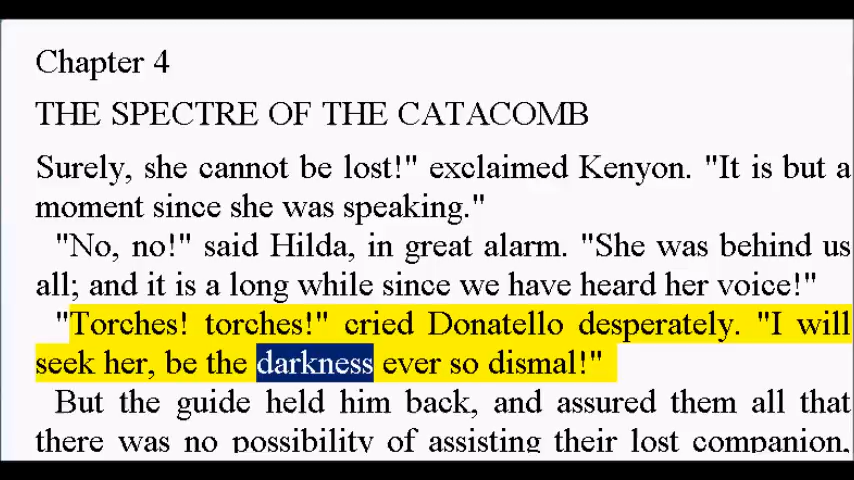 Chapter 4
THE SPECTRE OF THE CATACOMB
Surely, she cannot be lost!" exclaimed Kenyon. "It is but a
moment since she was speaking."
"No, no!" said Hilda, in great alarm. "She was behind us
all; and it is a long while since we have heard her voice!"
"Torches! torches!" cried Donatello desperately. "I will
seek her, be the darkness ever so dismal!"
But the guide held him back, and assured them all that
there was no possibility of assisting their lost companion,